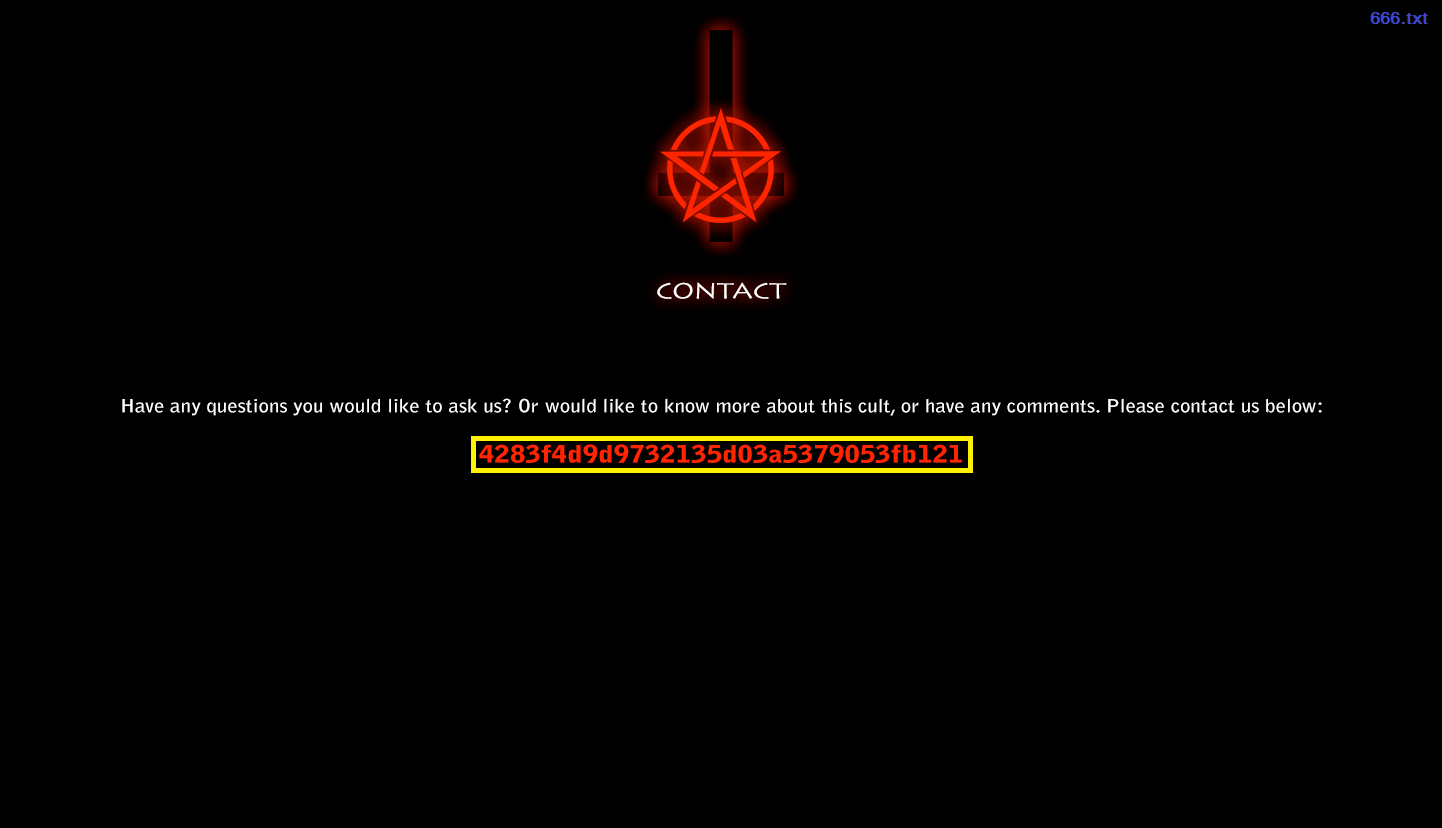 666.txt
CONTACT
Have any questions you would like to ask us? Or would like to know more about this cult, or have any comments. Please contact us below:
4283f4d9d9732135d03a5379053fb121